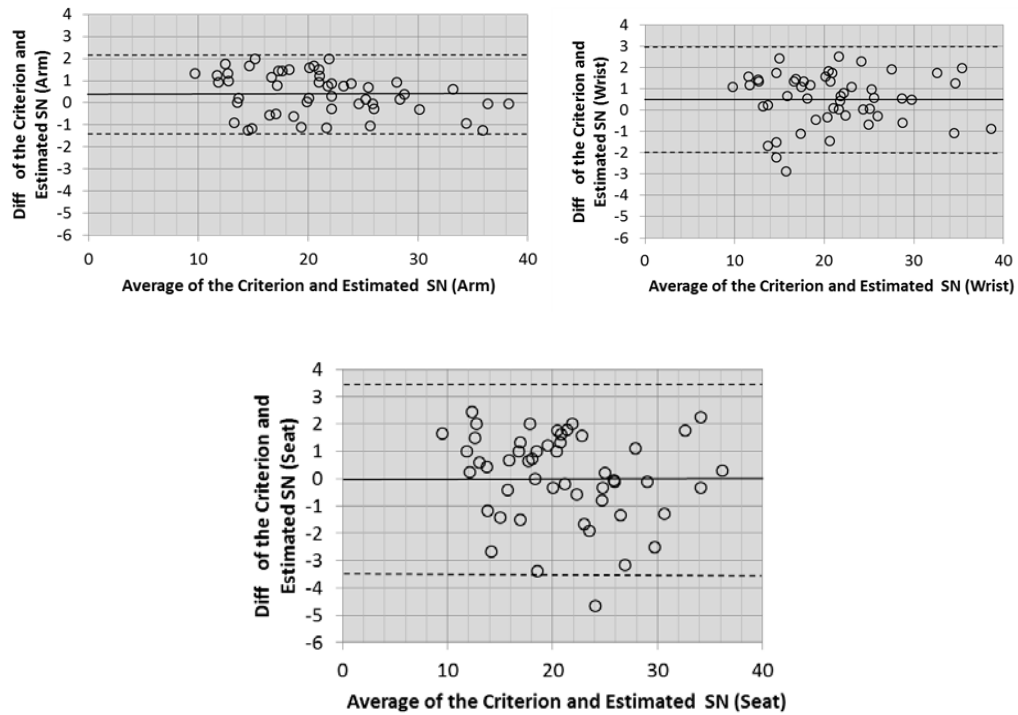 4
3
2
1
0
-1
-2
-3
-4
-5
-6
0 10 20 30 40
Diff of the Criterion and
Estimated SN (Arm)
Average of the Criterion and Estimated SN (Arm)
4
3
2
1
0
-1
-2
-3
-4
-5
-6
0 10 20 30 40
Diff of the Criterion and
Estimated SN (Wrist)
Average of the Criterion and Estimated SN (Wrist)
4
3
2
1
0
-1
-2
-3
-4
-5
-6
0 10 20 30 40
Diff of the Criterion and
Estimated SN (Seat)
Average of the Criterion and Estimated SN (Seat)